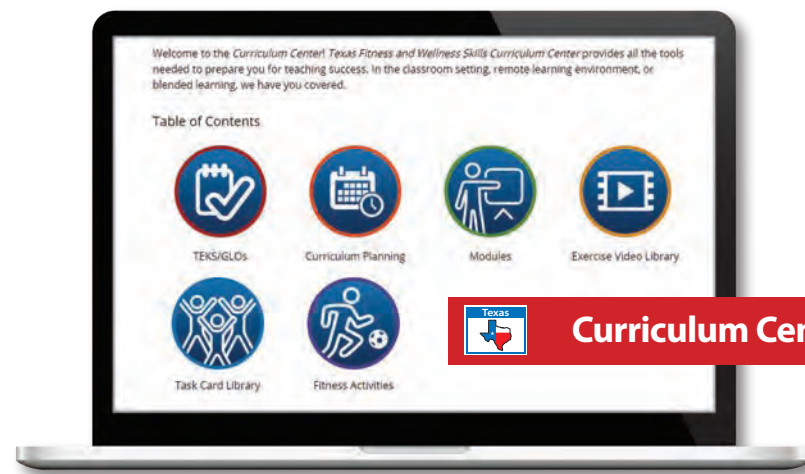 Welcome to the Curriculum Center! Texas Fitness and Wellness Skills Curriculum Center provides all the tools
needed to prepare you for teaching success. In the classroom setting, remote learning environment, or
blended learning, we have you covered.
Table of Contents
TEKS/GLOs
Curriculum Planning
Modules
Exercise Video Library
Texas
Curriculum Cen
Task Card Library
Fitness Activities